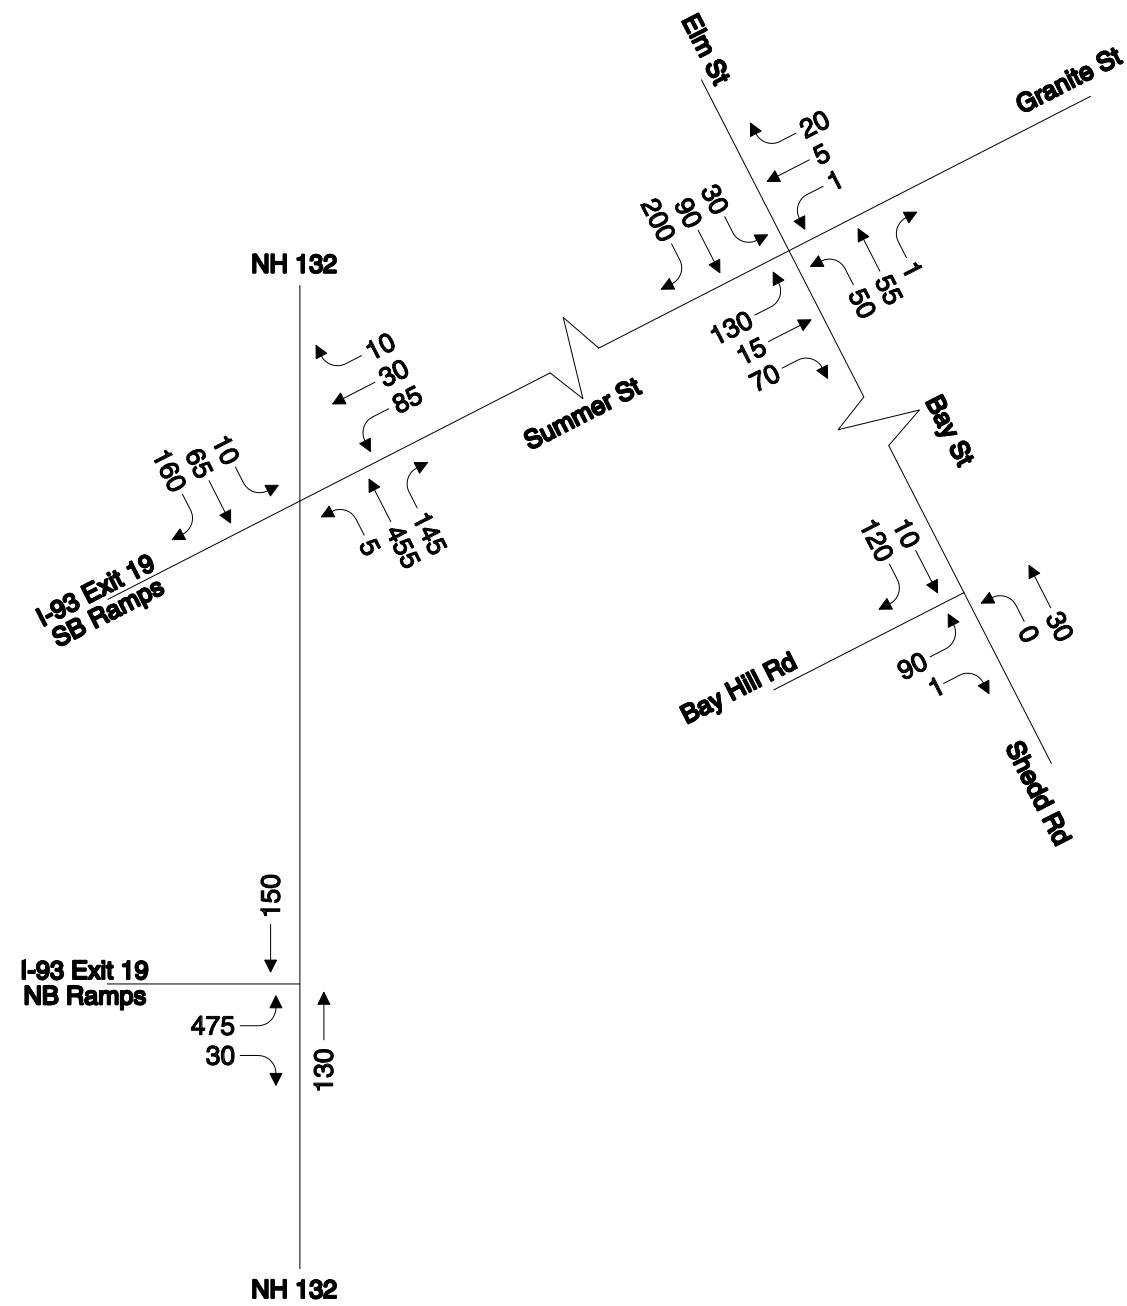 Elm St
Granite St
20
5
1
30
90
200
1
55
50
130
15
70
NH 132
10
30
85
Summer St
10
65
160
145
455
5
I-93 Exit 19
SB Ramps
Bay St
10
120
30
0
90
1
Bay Hill Rd
Shedd Rd
150
I-93 Exit 19
NB Ramps
475
30
130
NH 132